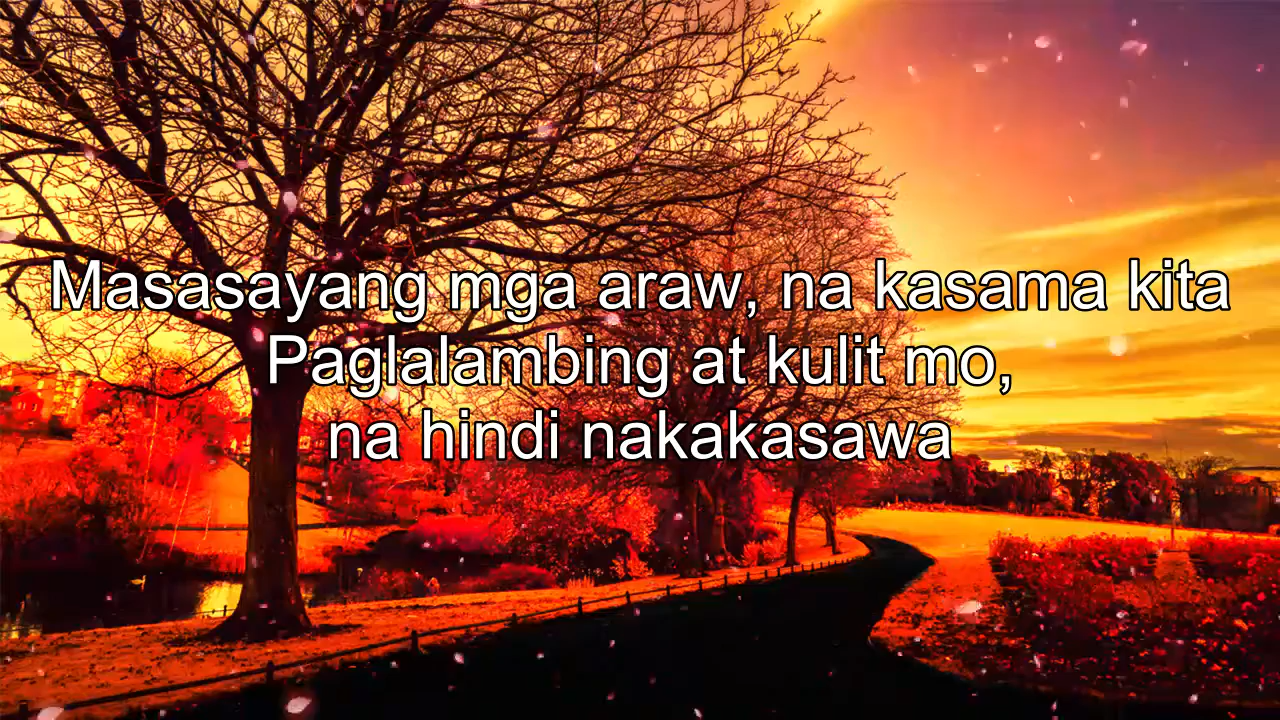 Masasayang mga araw, na kasama kita
Paglalambing at kulit mo,
na hindi nakakasawa